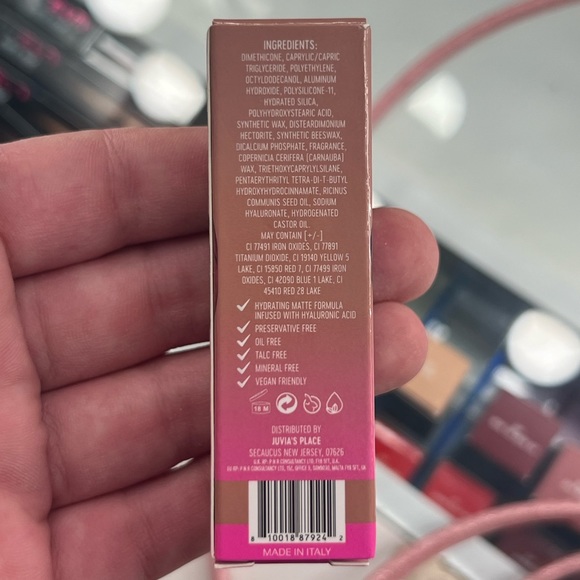 INGREDIENTS:
DIMETHICONE, CAPRYLIC/CAPRIC
TRIGLYCERIDE, POLYETHYLENE,
OCTYLDODECANOL, ALUMINUM
HYDROXIDE, POLYSILICONE-11,
HYDRATED SILICA,
POLYHYDROXYSTEARIC ACID,
SYNTHETIC WAX, DISTEARDIMONIUM
HECTORITE, SYNTHETIC BEESWAX,
DICALCIUM PHOSPHATE, FRAGRANCE,
COPERNICIA CERIFERA [CARNAUBA]
WAX, TRIETHOXYCAPRYLYLSILANE,
PENTAERYTHRITYL TETRA-DI-T-BUTYL
HYDROXYHYDROCINNAMATE, RICINUS
COMMUNIS SEED OIL, SODIUM
HYALURONATE, HYDROGENATED
CASTOR OIL.
MAY CONTAIN [+/-]
CI 77491 IRON OXIDES, CI 77891
TITANIUM DIOXIDE, CI 19140 YELLOW 5
LAKE, CI 15850 RED 7, CI 77499 IRON
OXIDES, CI 42090 BLUE 1 LAKE, CI
45410 RED 28 LAKE
HYDRATING MATTE FORMULA
INFUSED WITH HYALURONIC ACID
PRESERVATIVE FREE
OIL FREE
TALC FREE
MINERAL FREE
VEGAN FRIENDLY
18 M
DISTRIBUTED BY
JUVIA'S PLACE
SECAUCUS NEW JERSEY, 07626
8 10018 87924 2
MADE IN ITALY